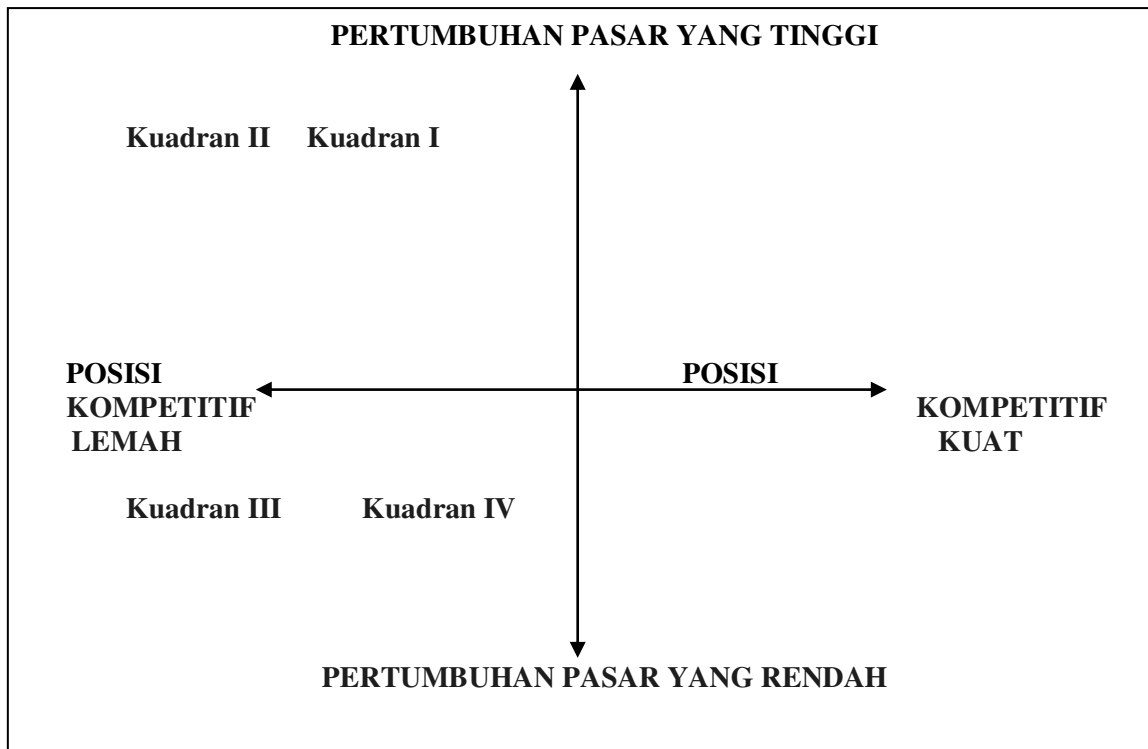 PERTUMBUHAN PASAR YANG TINGGI
Kuadran II Kuadran I
POSISI POSISI
KOMPETITIF KOMPETITIF
LEMAH KUAT
Kuadran III Kuadran IV
PERTUMBUHAN PASAR YANG RENDAH